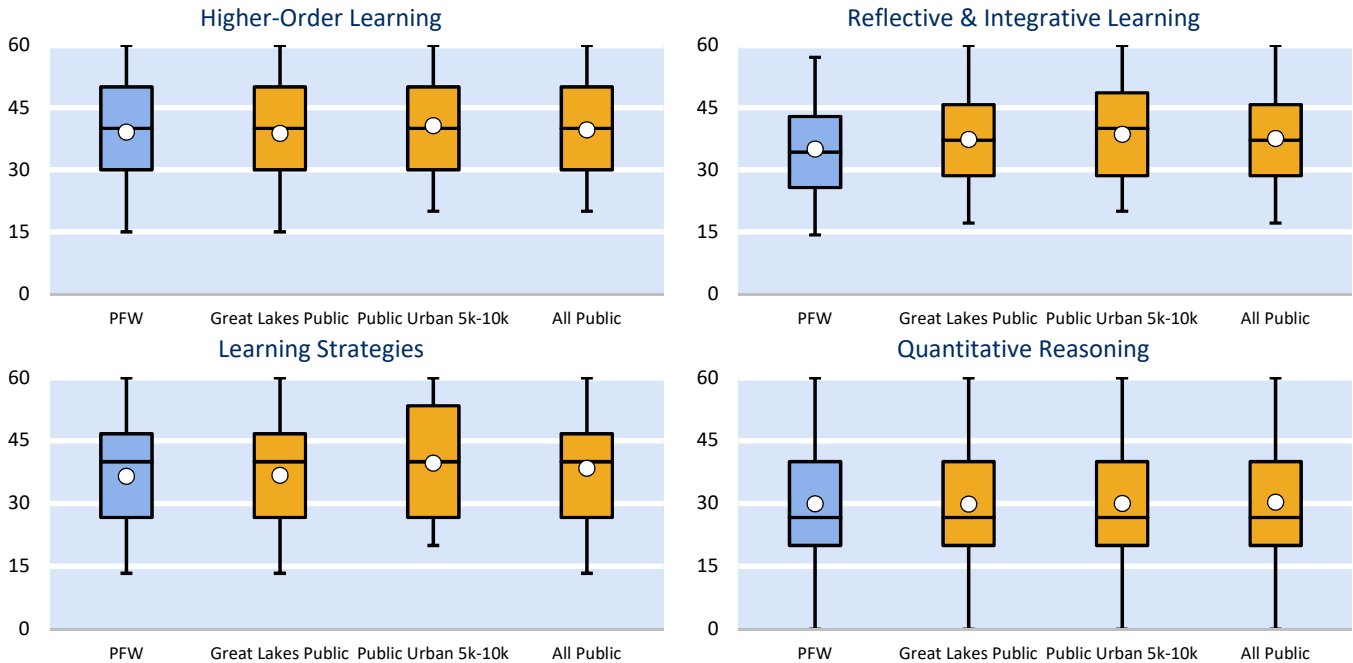 Higher-Order Learning
60
45
30
15
0
PFW Great Lakes Public Public Urban 5k-10k All Public
Reflective & Integrative Learning
60
45
30
15
0
PFW Great Lakes Public Public Urban 5k-10k All Public
Learning Strategies
60
45
30
15
0
PFW Great Lakes Public Public Urban 5k-10k All Public
Quantitative Reasoning
60
45
30
15
0
PFW Great Lakes Public Public Urban 5k-10k All Public